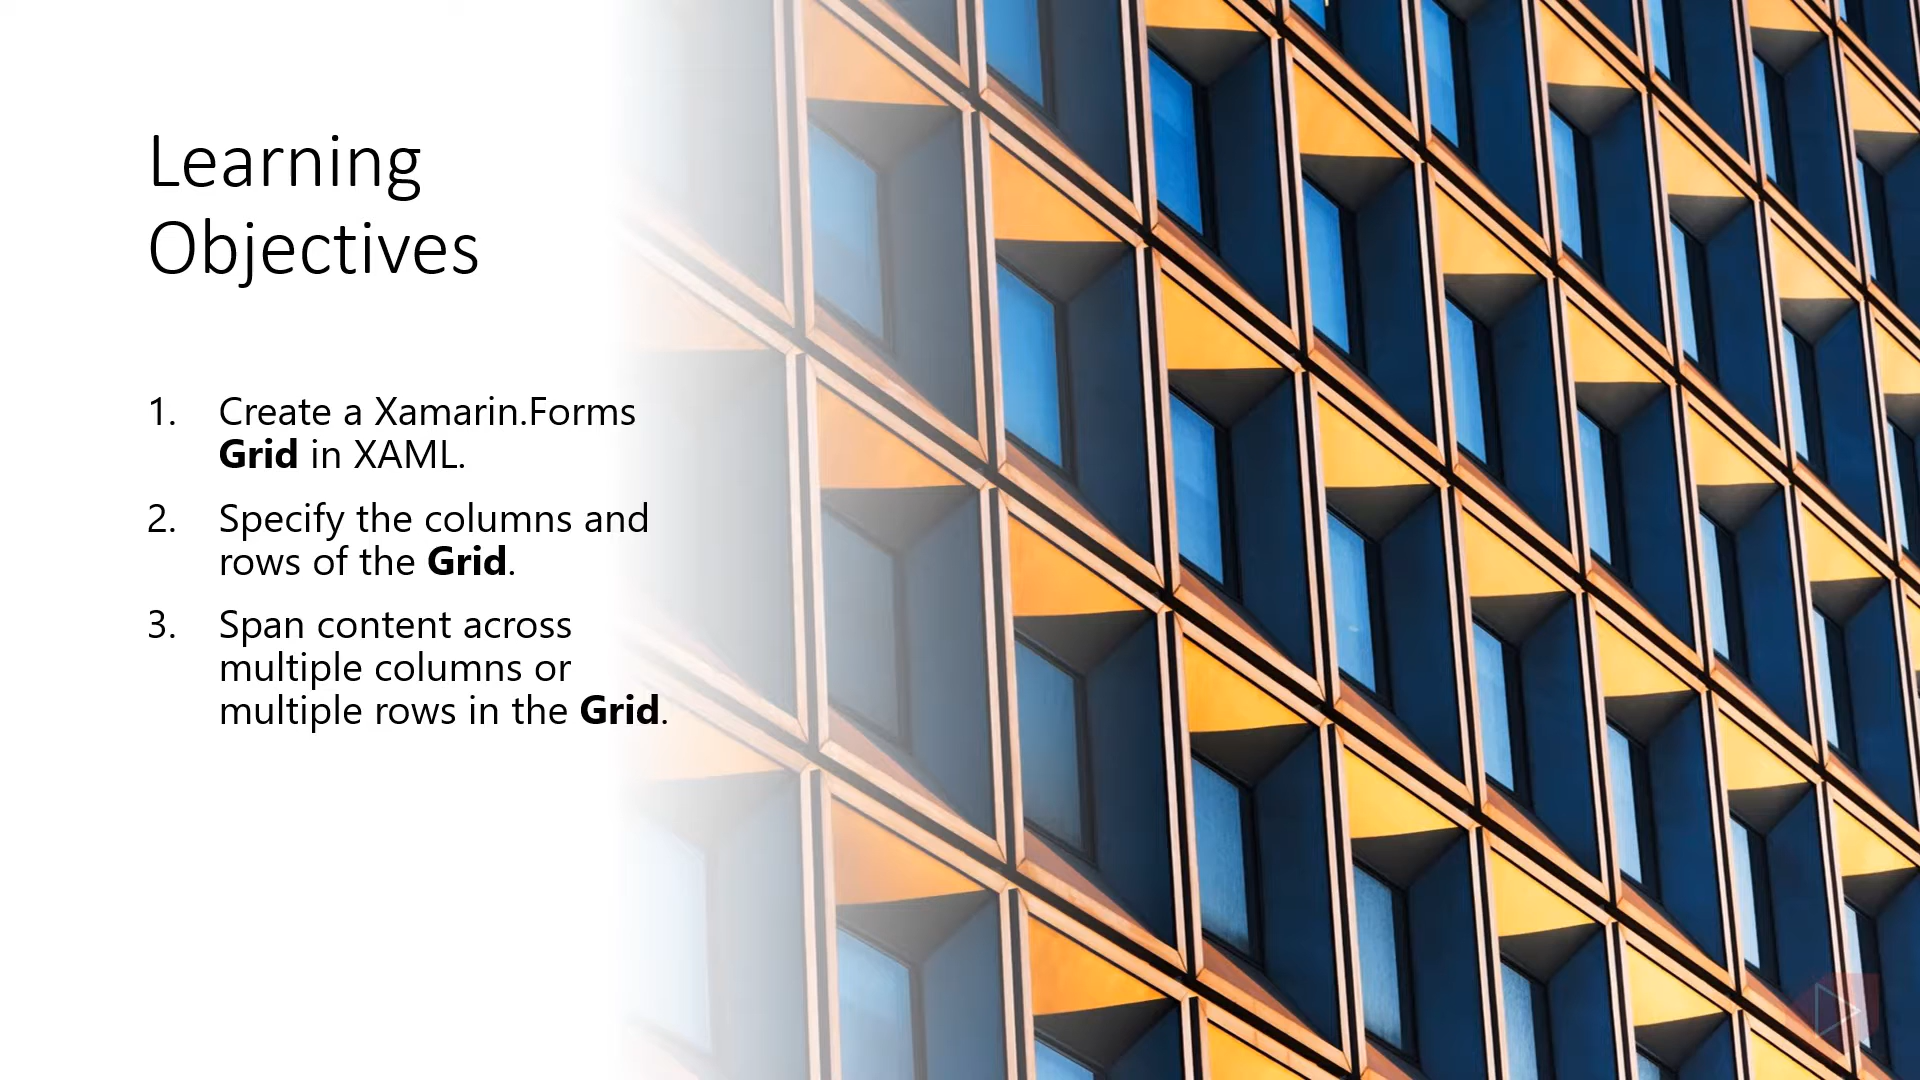 Learning
Objectives
1. Create a Xamarin.Forms
Grid in XAML.
2. Specify the columns and
rows of the Grid.
3. Span content across
multiple columns or
multiple rows in the Grid.